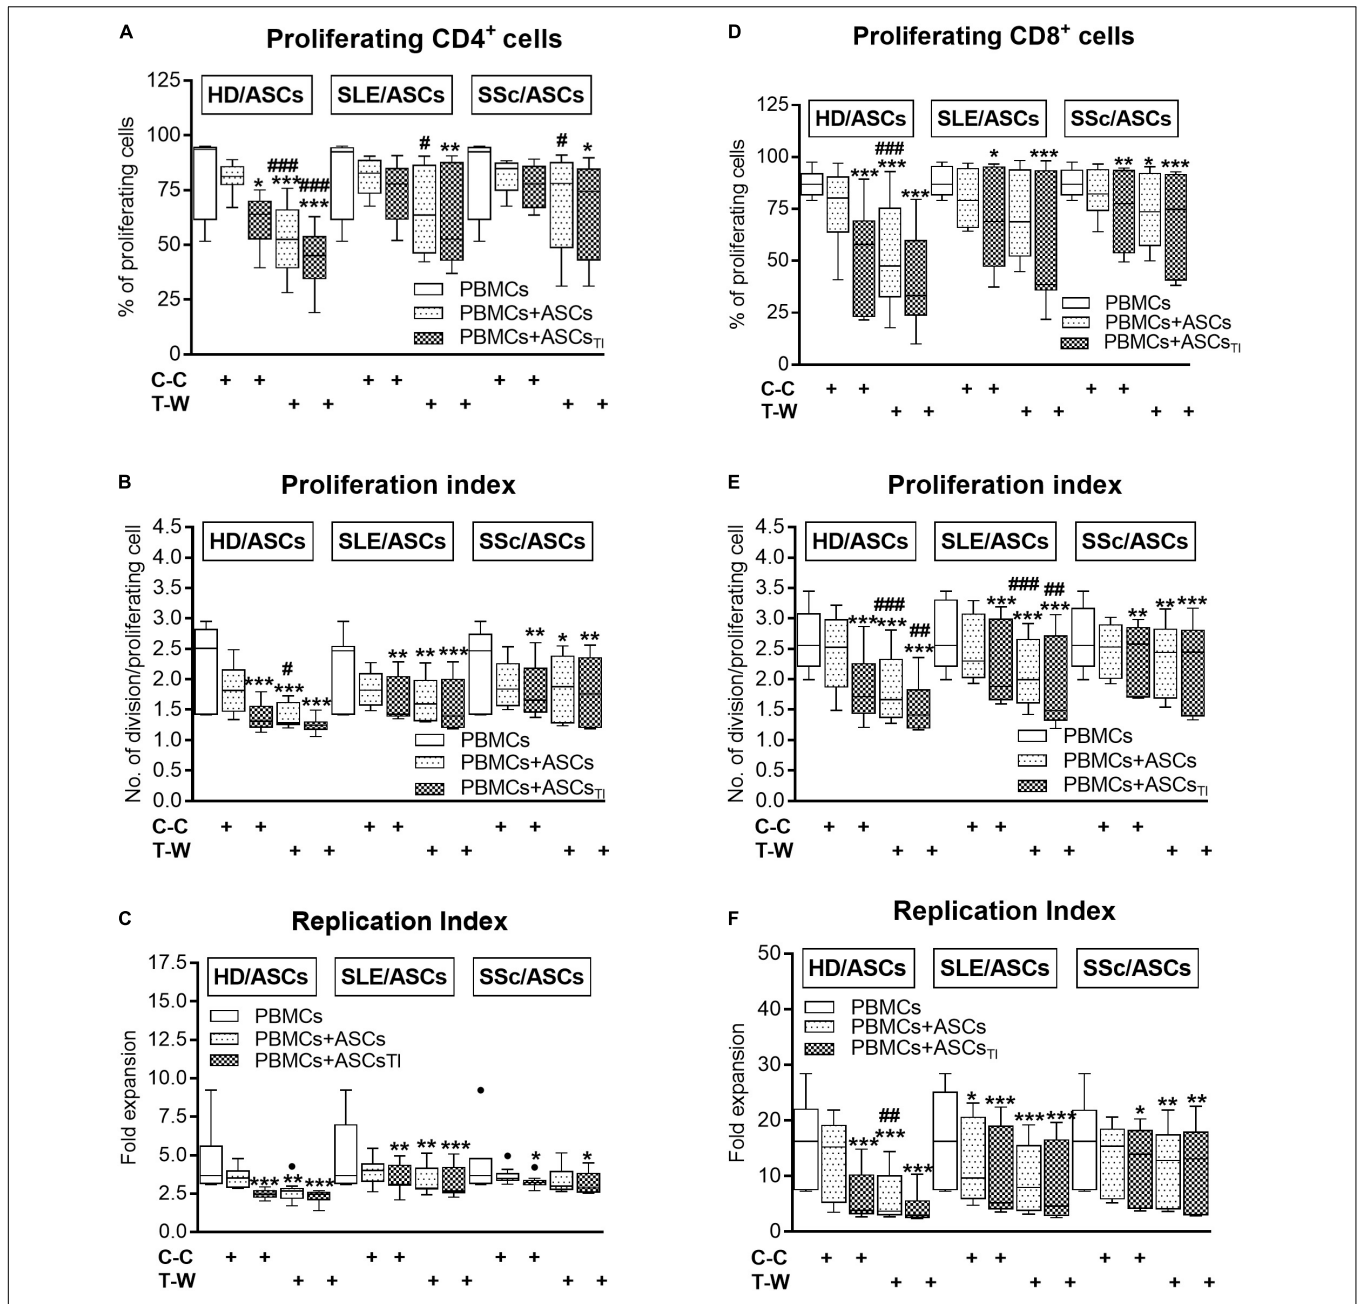 A
Proliferating CD4+ cells
% of proliferating cells
125
100
75
50
25
0
HD/ASCs
SLE/ASCs
SSc/ASCs
* ### *** ### *** # ** # *
PBMCs
PBMCs+ASCs
PBMCs+ASCsTI
C-C + + + + + +
T-W + + + + + +
D
Proliferating CD8+ cells
% of proliferating cells
125
100
75
50
25
0
HD/ASCs
SLE/ASCs
SSc/ASCs
*** ### *** *** * *** ** * ***
PBMCs
PBMCs+ASCs
PBMCs+ASCsTI
C-C + + + + + +
T-W + + + + + +
B
Proliferation index
No. of division/proliferating cell
4.5
4.0
3.5
3.0
2.5
2.0
1.5
1.0
0.5
0.0
HD/ASCs
SLE/ASCs
SSc/ASCs
*** # *** *** ** ** *** ** * **
PBMCs
PBMCs+ASCs
PBMCs+ASCsTI
C-C + + + + + +
T-W + + + + + +
E
Proliferation index
No. of division/proliferating cell
4.5
4.0
3.5
3.0
2.5
2.0
1.5
1.0
0.5
0.0
HD/ASCs
SLE/ASCs
SSc/ASCs
*** ### *** ## *** *** ### *** ## *** ** ** ***
PBMCs
PBMCs+ASCs
PBMCs+ASCsTI
C-C + + + + + +
T-W + + + + + +
C
Replication Index
Fold expansion
17.5
15.0
12.5
10.0
7.5
5.0
2.5
0.0
HD/ASCs
SLE/ASCs
SSc/ASCs
PBMCs
PBMCs+ASCs
PBMCs+ASCsTI
*** ** *** ** ** *** * *
C-C + + + + + +
T-W + + + + + +
F
Replication Index
Fold expansion
50
40
30
20
10
0
HD/ASCs
SLE/ASCs
SSc/ASCs
PBMCs
PBMCs+ASCs
PBMCs+ASCsTI
*** ## *** *** * *** *** *** * ** **
C-C + + + + + +
T-W + + + + + +